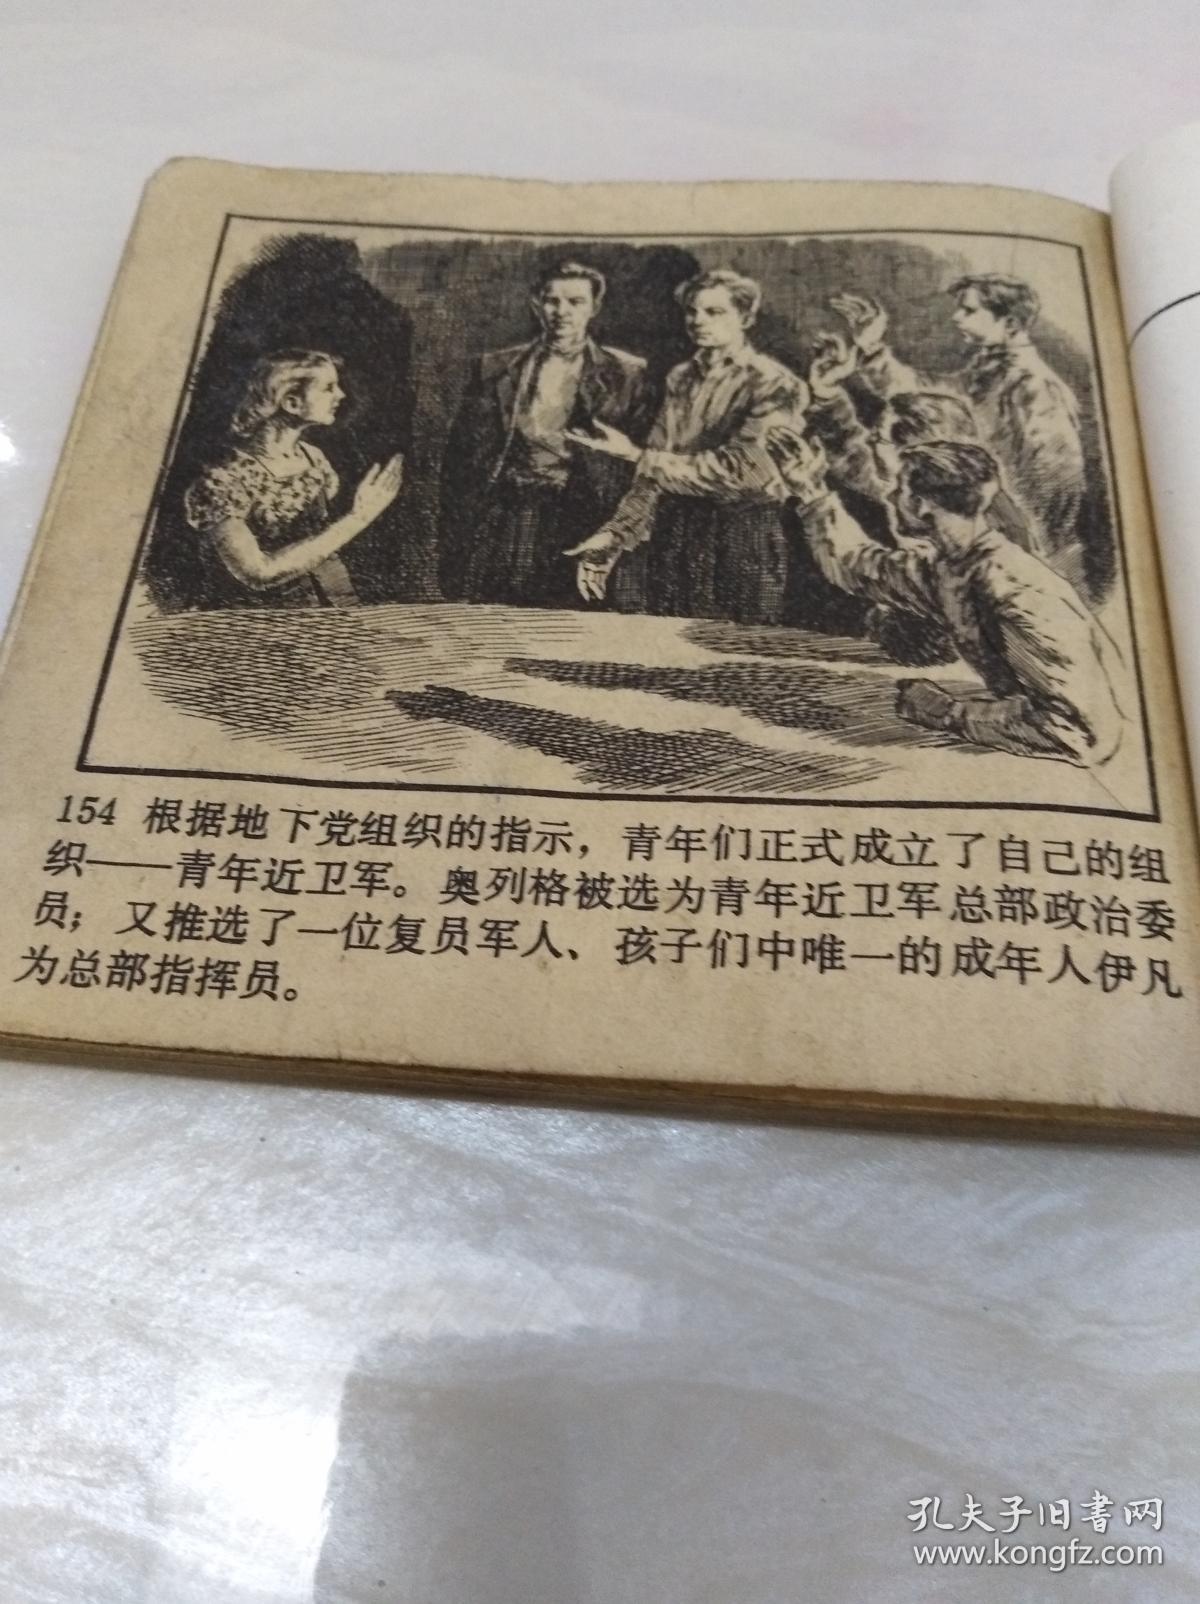 154 根据地下党组织的指示，青年们正式成立了自己的组
织——青年近卫军。奥列格被选为青年近卫军总部政治委
员；又推选了一位复员军人、孩子们中唯一的成年人伊凡
为总部指挥员。
孔夫子旧書网
www.kongfz.com